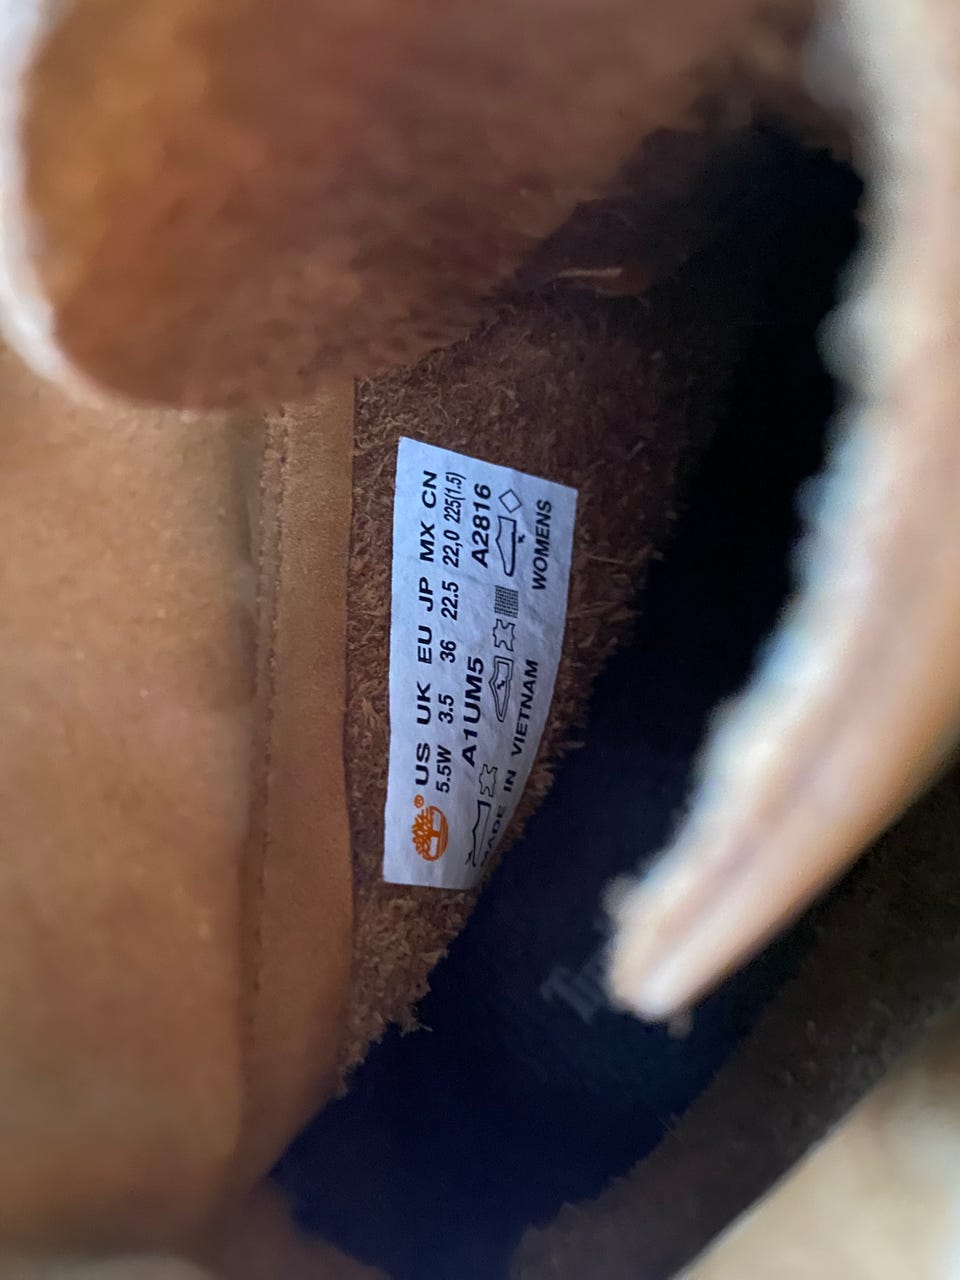 ® US UK EU JP MX CN
5.5W 3.5 36 22.5 22,0 225(1.5)
A1UM5 A2816
WOMENS
MADE IN VIETNAM